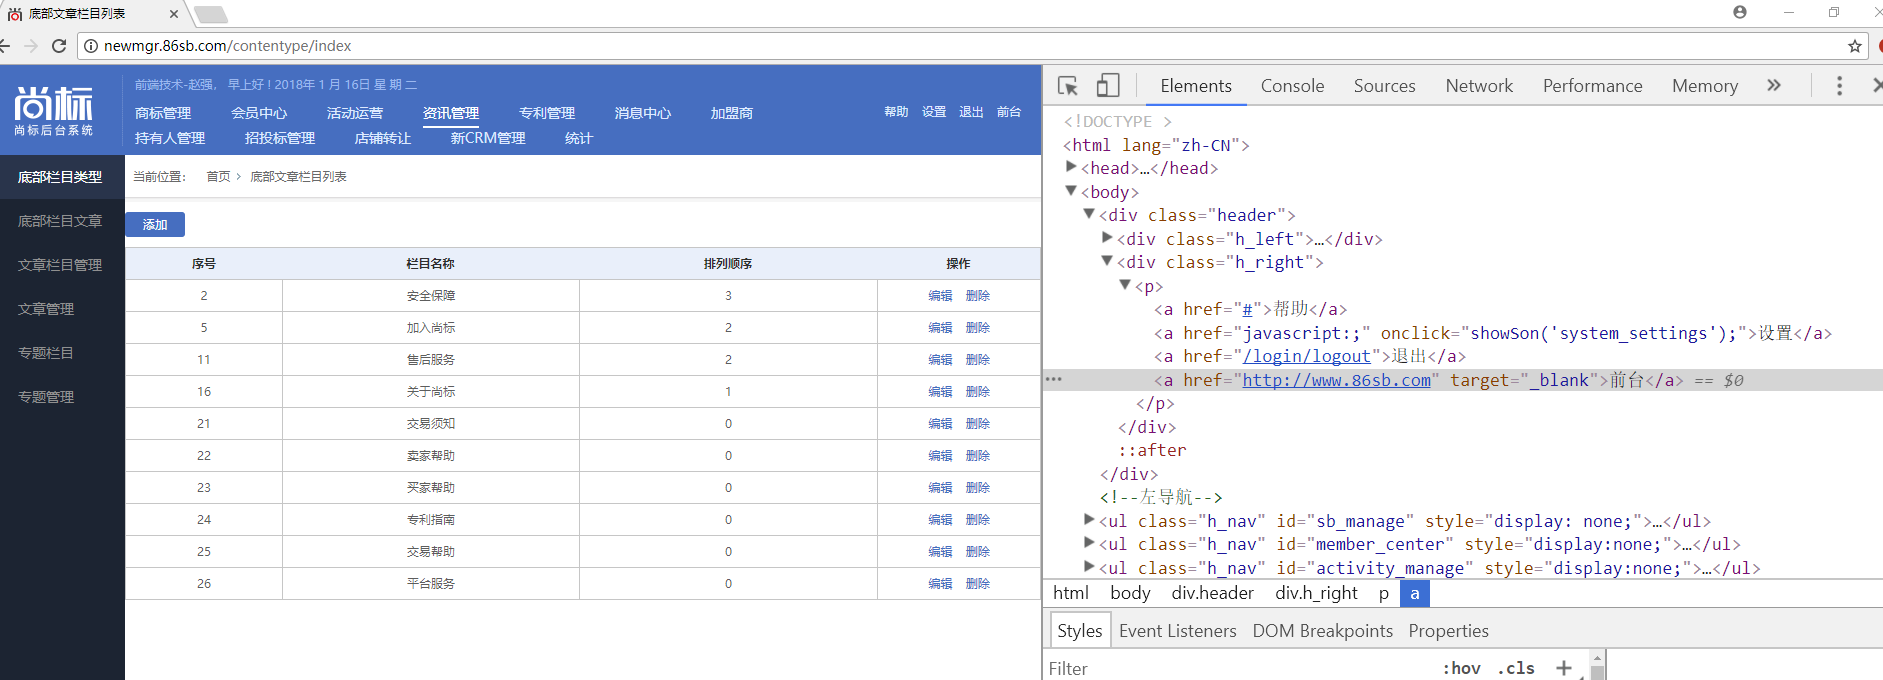 底部文章栏目列表
newmgr.86sb.com/contentype/index
尚标
尚标后台系统
前端技术-赵强， 早上好 ! 2018年 1 月 16日 星 期 二
商标管理 会员中心 活动运营 资讯管理 专利管理 消息中心 加盟商
帮助 设置 退出 前台
持有人管理 招投标管理 店铺转让 新CRM管理 统计
底部栏目类型
底部栏目文章
文章栏目管理
文章管理
专题栏目
专题管理
当前位置： 首页 > 底部文章栏目列表
添加
序号 栏目名称 排列顺序 操作
2 安全保障 3 编辑 删除
5 加入尚标 2 编辑 删除
11 售后服务 2 编辑 删除
16 关于尚标 1 编辑 删除
21 交易须知 0 编辑 删除
22 卖家帮助 0 编辑 删除
23 买家帮助 0 编辑 删除
24 专利指南 0 编辑 删除
25 交易帮助 0 编辑 删除
26 平台服务 0 编辑 删除
Elements Console Sources Network Performance Memory »
<!DOCTYPE >
<html lang="zh-CN">
<head>…</head>
<body>
<div class="header">
<div class="h_left">…</div>
<div class="h_right">
<p>
<a href="#">帮助</a>
<a href="javascript:;" onclick="showSon('system_settings');">设置</a>
<a href="/login/logout">退出</a>
<a href="http://www.86sb.com" target="_blank">前台</a> == $0
</p>
</div>
::after
</div>
<!--左导航-->
<ul class="h_nav" id="sb_manage" style="display: none;">…</ul>
<ul class="h_nav" id="member_center" style="display:none;">…</ul>
<ul class="h_nav" id="activity_manage" style="display:none;">…</ul>
html body div.header div.h_right p a
Styles Event Listeners DOM Breakpoints Properties
Filter :hov .cls +